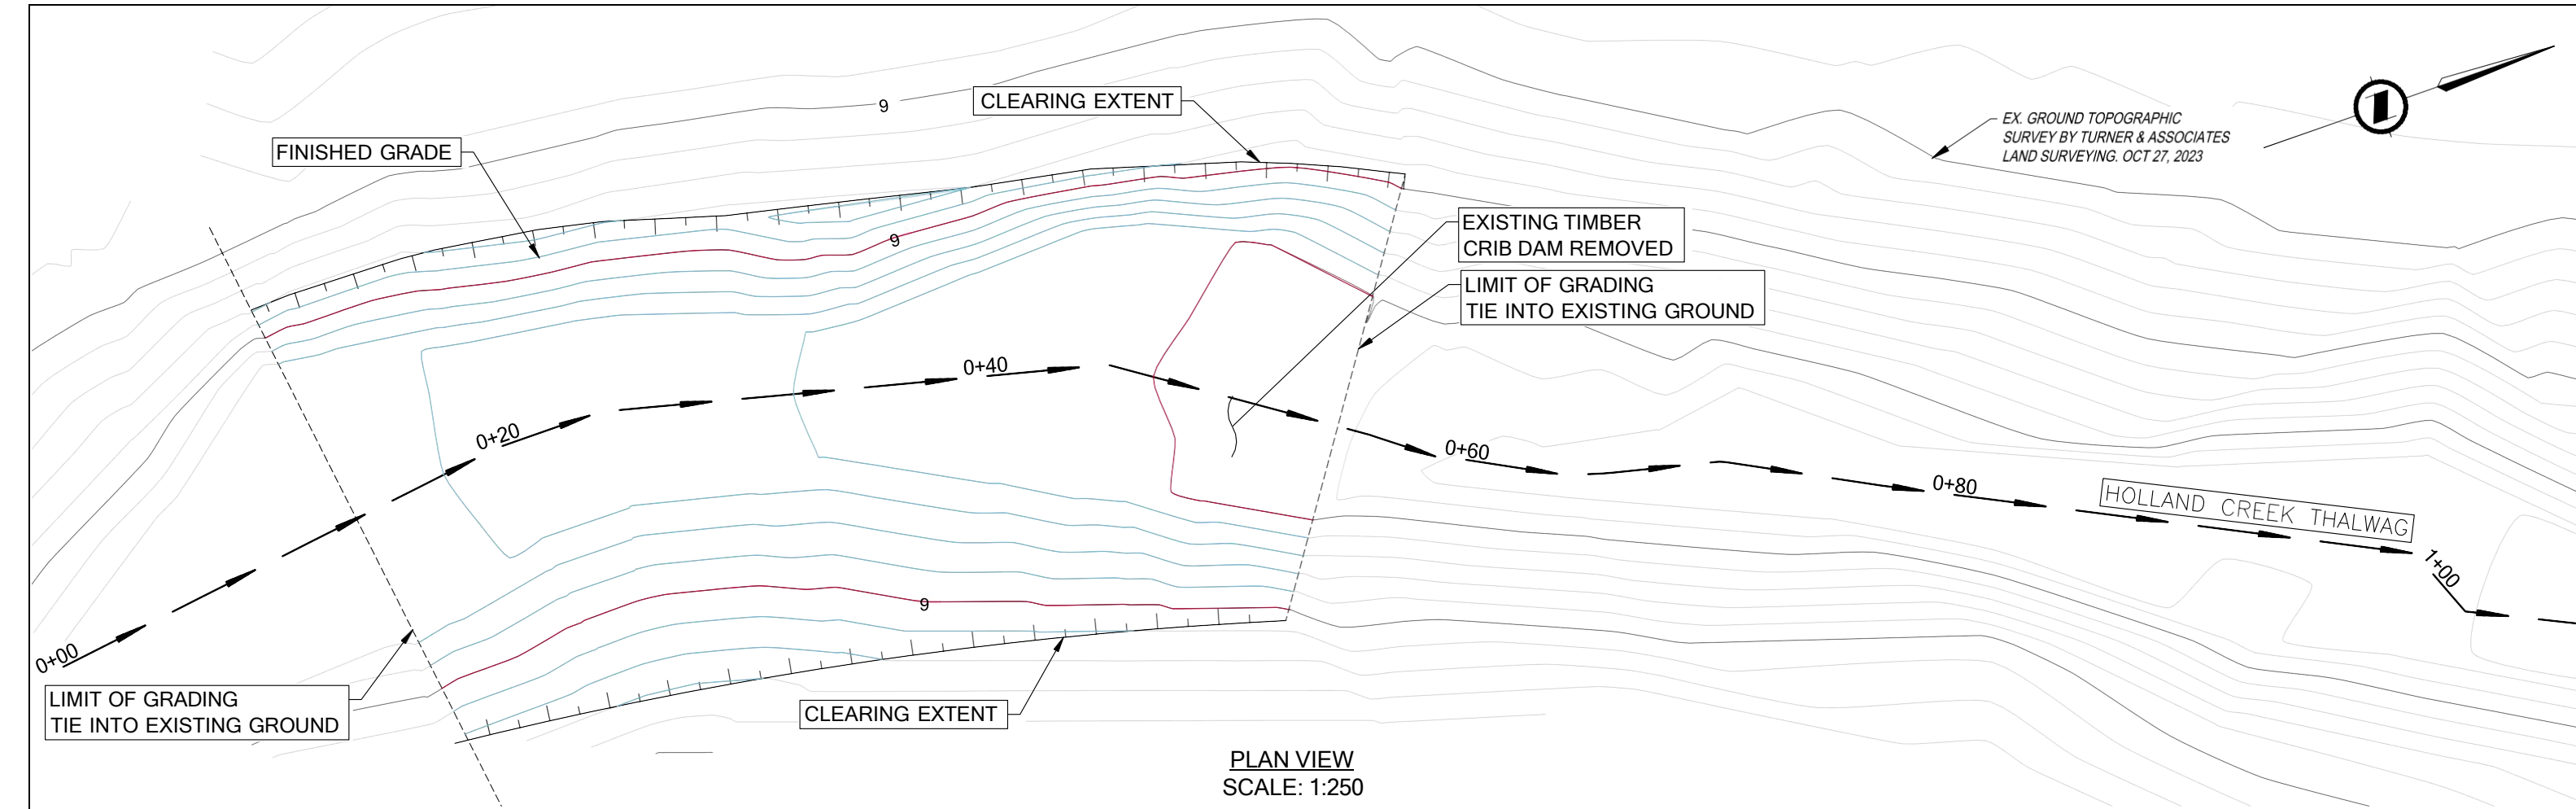 9
CLEARING EXTENT
EX. GROUND TOPOGRAPHIC
SURVEY BY TURNER & ASSOCIATES
LAND SURVEYING. OCT 27, 2023
FINISHED GRADE
EXISTING TIMBER
CRIB DAM REMOVED
9
LIMIT OF GRADING
TIE INTO EXISTING GROUND
0+40
0+20
0+60
0+80
HOLLAND CREEK THALWAG
1+00
9
0+00
LIMIT OF GRADING
TIE INTO EXISTING GROUND
CLEARING EXTENT
PLAN VIEW
SCALE: 1:250